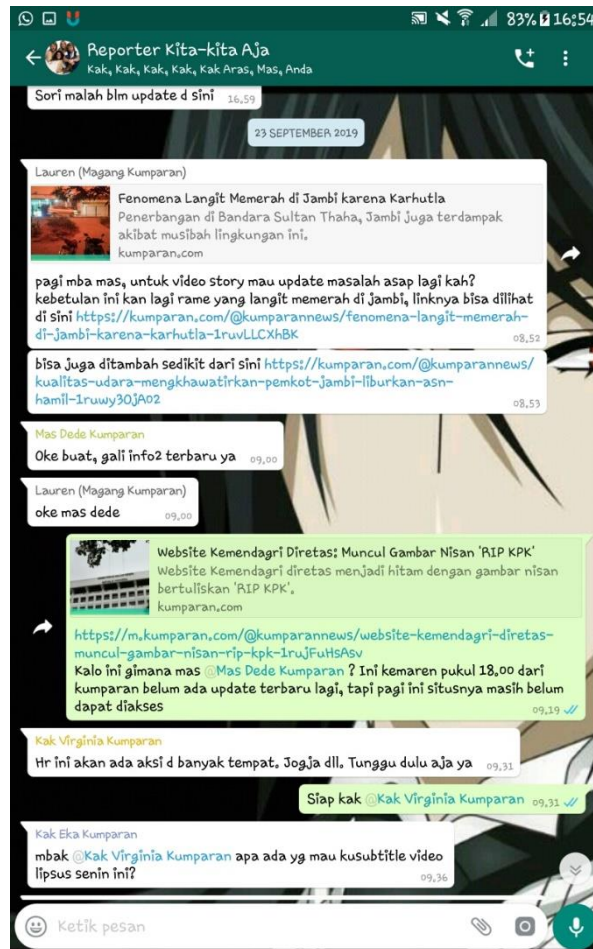 83% 16:54
Reporter Kita-kita Aja
Kak, Kak, Kak, Kak, Kak Aras, Mas, Anda
Sori malah blm update d sini 16.59
23 SEPTEMBER 2019
Lauren (Magang Kumparan)
Fenomena Langit Memerah di Jambi karena Karhutla
Penerbangan di Bandara Sultan Thaha, Jambi juga terdampak
akibat musibah lingkungan ini.
kumparan.com
pagi mba mas, untuk video story mau update masalah asap lagi kah?
kebetulan ini kan lagi rame yang langit memerah di jambi, linknya bisa dilihat
di sini https://kumparan.com/@kumparannews/fenomena-langit-memerah-
di-jambi-karena-karhutla-1ruvLLCXhBK 08.52
bisa juga ditambah sedikit dari sini https://kumparan.com/@kumparannews/
kualitas-udara-mengkhawatirkan-pemkot-jambi-liburkan-asn-
hamil-1ruwy30jA02 08.53
Mas Dede Kumparan
Oke buat, gali info2 terbaru ya 09.00
Lauren (Magang Kumparan)
oke mas dede 09.00
Website Kemendagri Diretas: Muncul Gambar Nisan 'RIP KPK'
Website Kemendagri diretas menjadi hitam dengan gambar nisan
bertuliskan 'RIP KPK'.
kumparan.com
https://m.kumparan.com/@kumparannews/website-kemendagri-diretas-
muncul-gambar-nisan-rip-kpk-1rujFuHsAsv
Kalo ini gimana mas @Mas Dede Kumparan ? Ini kemaren pukul 18.00 dari
kumparan belum ada update terbaru lagi, tapi pagi ini situsnya masih belum
dapat diakses 09.19
Kak Virginia Kumparan
Hr ini akan ada aksi d banyak tempat. Jogja dll. Tunggu dulu aja ya 09.31
Siap kak @Kak Virginia Kumparan 09.31
Kak Eka Kumparan
mbak @Kak Virginia Kumparan apa ada yg mau kusubtitle video
lipsus senin ini? 09.36
Ketik pesan